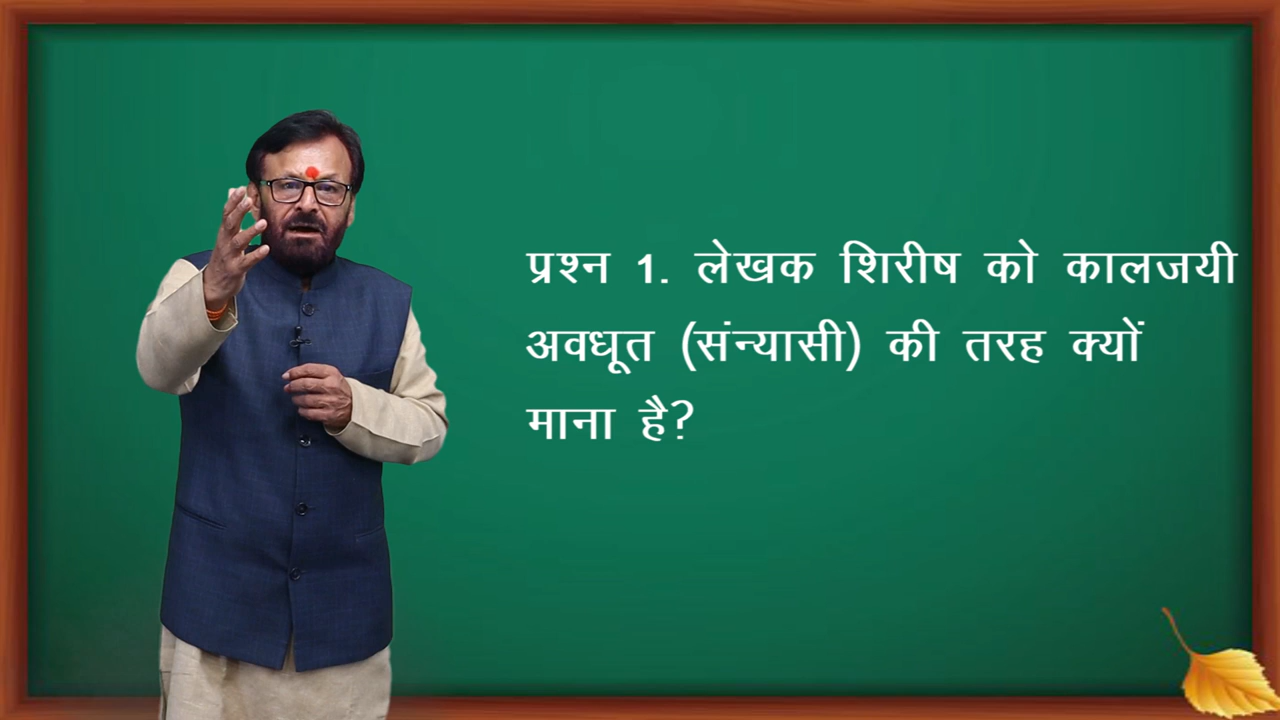 प्रश्न 1. लेखक शिरीष को कालजयी
अवधूत (संन्यासी) की तरह क्यों
माना है?